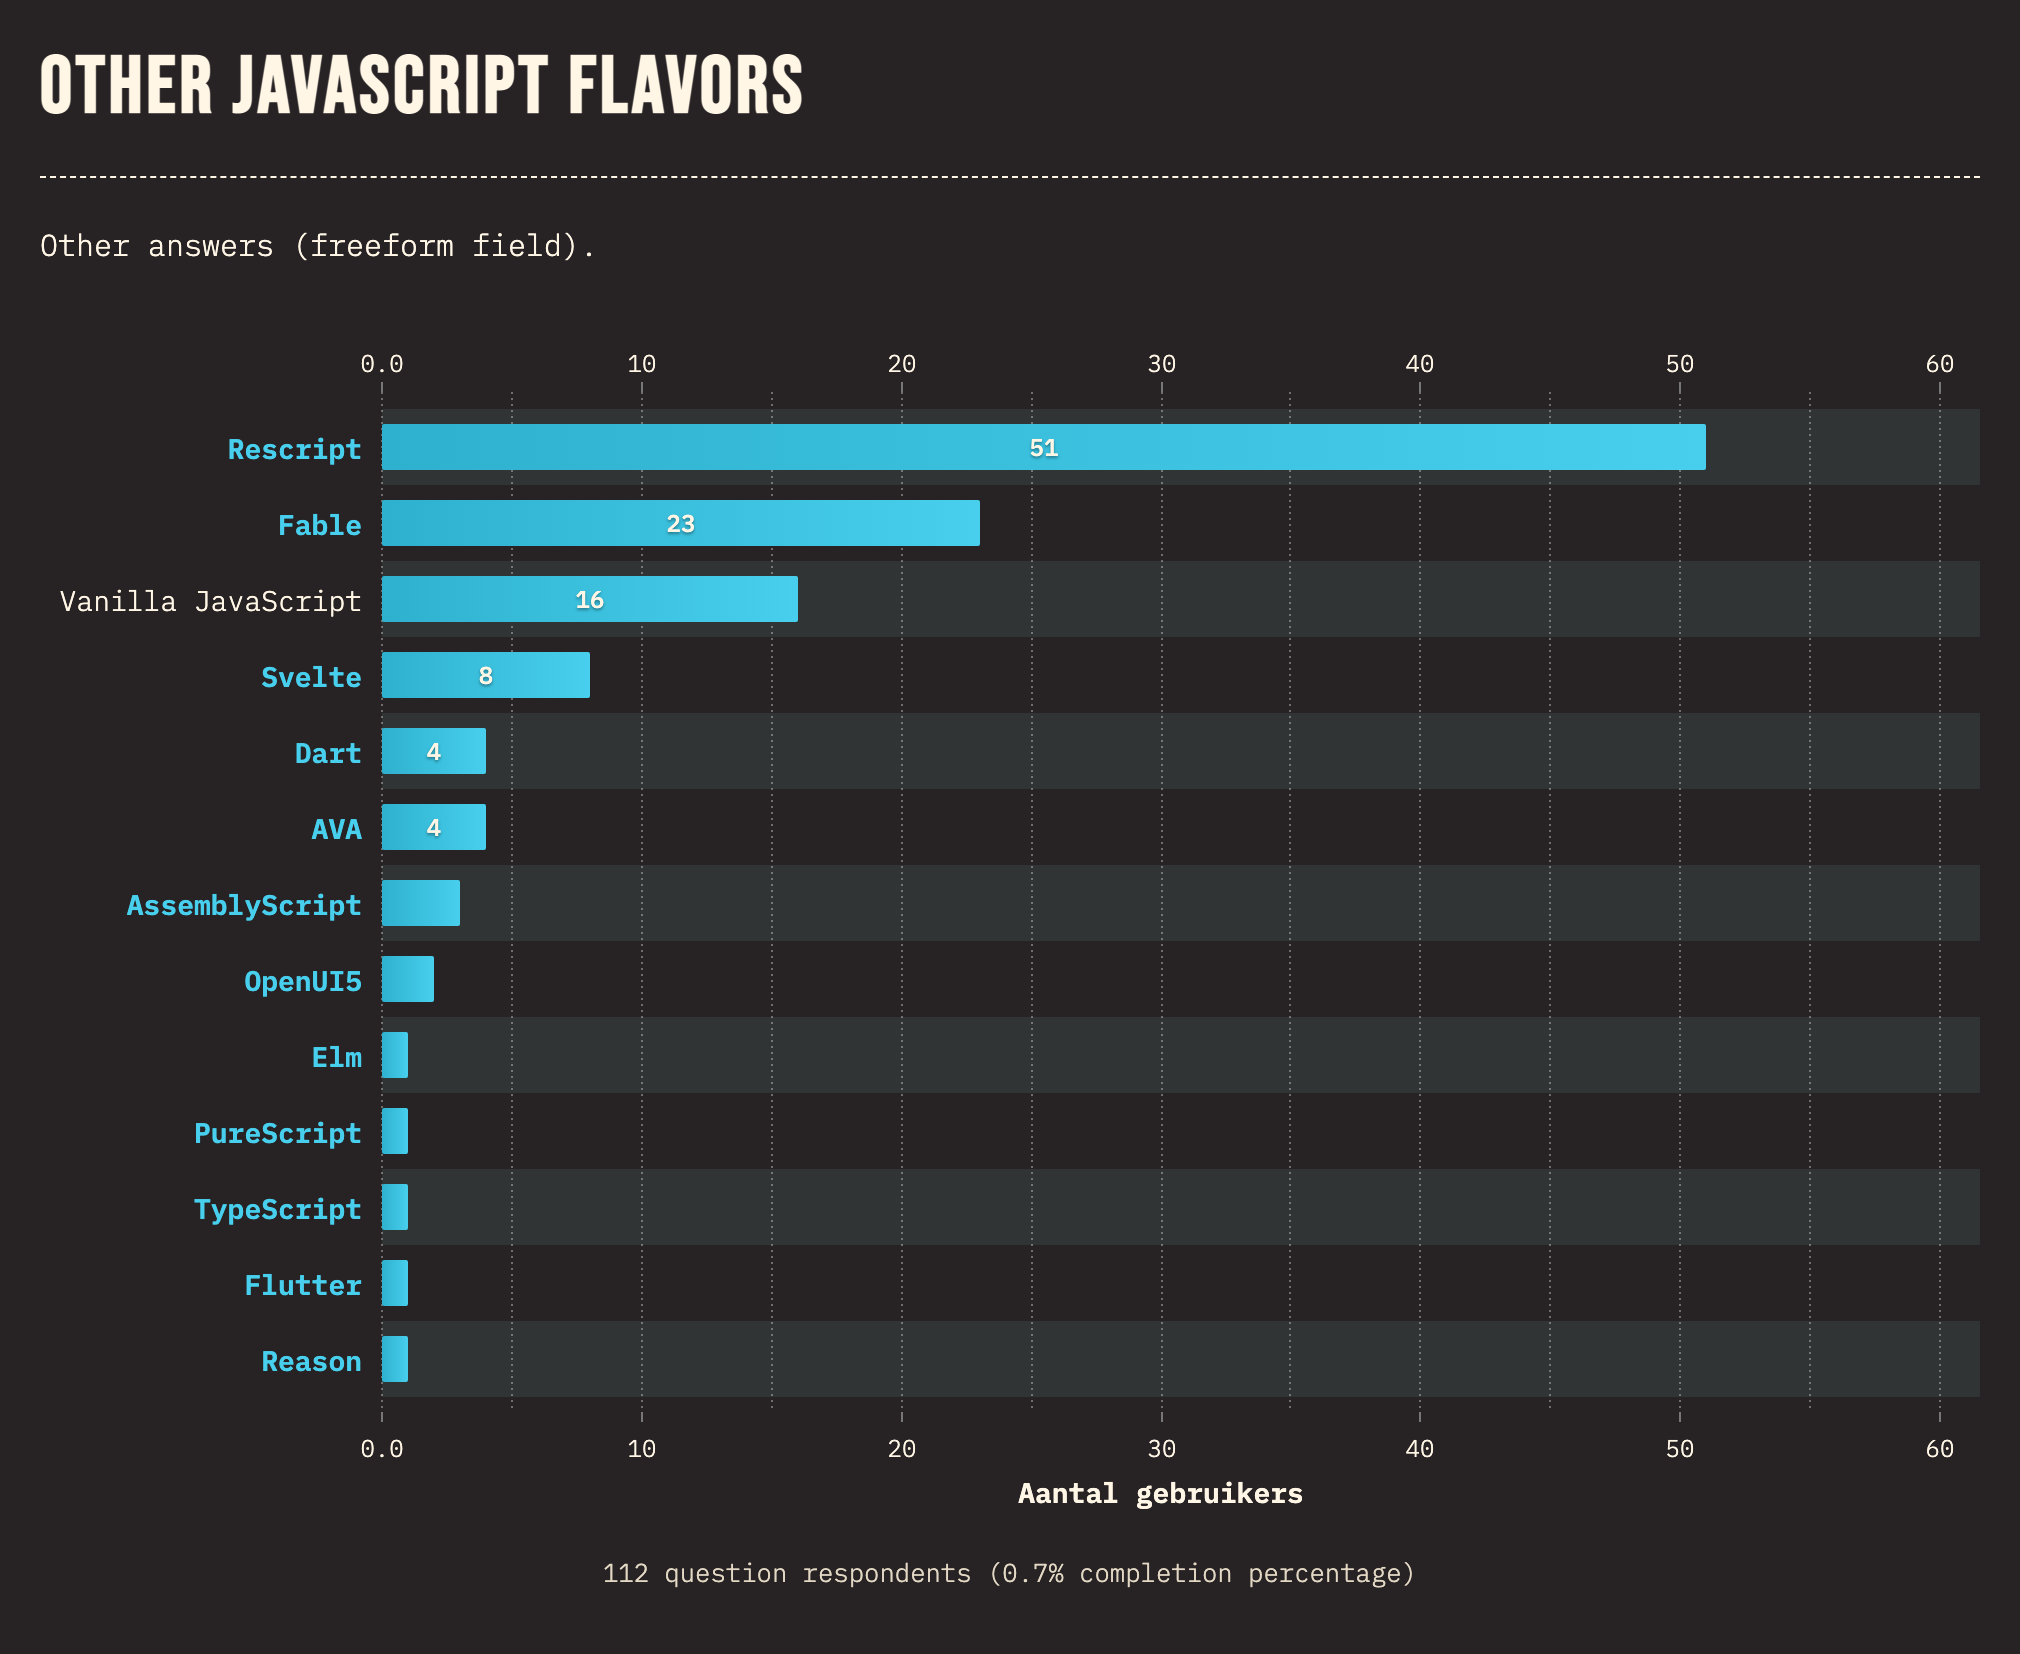 OTHER JAVASCRIPT FLAVORS
Other answers (freeform field).
0.0 10 20 30 40 50 60
Rescript 51
Fable 23
Vanilla JavaScript 16
Svelte 8
Dart 4
AVA 4
AssemblyScript
OpenUI5
Elm
PureScript
TypeScript
Flutter
Reason
0.0 10 20 30 40 50 60
Aantal gebruikers
112 question respondents (0.7% completion percentage)